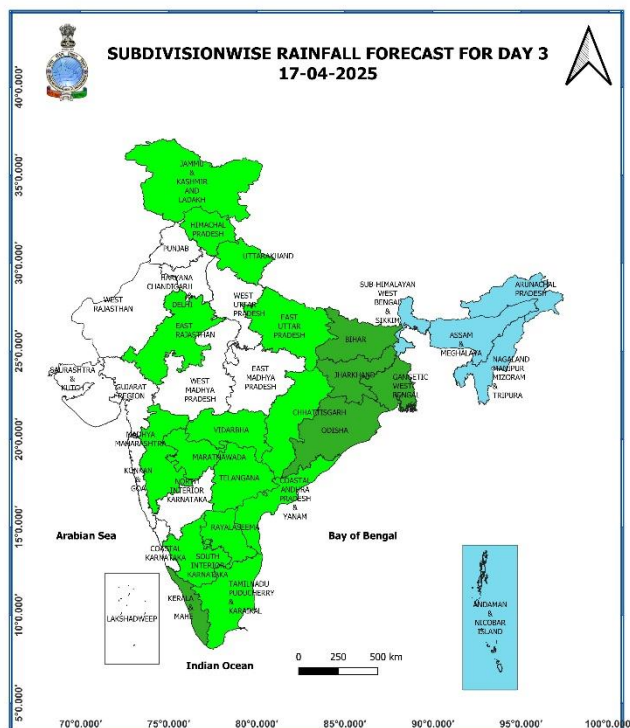 SUBDIVISIONWISE RAINFALL FORECAST FOR DAY 3
17-04-2025
40°0.000'
35°0.000'
30°0.000'
25°0.000'
20°0.000'
15°0.000'
10°0.000'
5°0.000'
JAMMU
&
KASHMIR
AND
LADAKH
HIMACHAL
PRADESH
PUNJAB
UTTARAKHAND
HARYANA
CHANDIGARH
&
DELHI
WEST
RAJASTHAN
WEST
UTTAR
PRADESH
EAST
RAJASTHAN
EAST
UTTAR
PRADESH
SUB HIMALAYAN
WEST
BENGAL
&
SIKKIM
ARUNACHAL
PRADESH
ASSAM
&
MEGHALAYA
NAGALAND
MANIPUR
MIZORAM
&
TRIPURA
BIHAR
JHARKHAND
GANGETIC
WEST
BENGAL
SAURASHTRA
&
KUTCH
GUJARAT
REGION
WEST
MADHYA
PRADESH
EAST
MADHYA
PRADESH
CHHATTISGARH
ODISHA
VIDARBHA
MADHYA
MAHARASHTRA
MARATHWADA
KONKAN
&
GOA
NORTH
INTERIOR
KARNATAKA
TELANGANA
COASTAL
ANDHRA
PRADESH
&
YANAM
RAYALASEEMA
Arabian Sea
Bay of Bengal
COASTAL
KARNATAKA
SOUTH
INTERIOR
KARNATAKA
TAMILNADU
PUDUCHERRY
&
KARAIKAL
KERALA
&
MAHE
LAKSHADWEEP
ANDAMAN
&
NICOBAR
ISLAND
Indian Ocean
0 250 500 km
70°0.000' 75°0.000' 80°0.000' 85°0.000' 90°0.000' 95°0.000' 100°0.000'